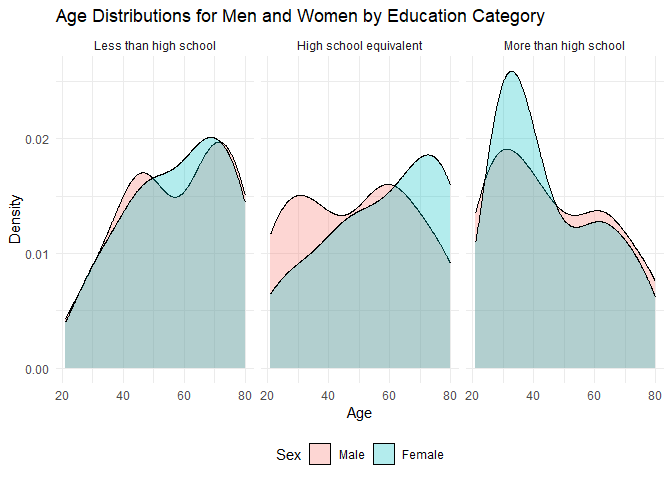 Age Distributions for Men and Women by Education Category
Less than high school High school equivalent More than high school
0.02
0.01
0.00
Density
20 40 60 80 20 40 60 80 20 40 60 80
Age
Sex Male Female